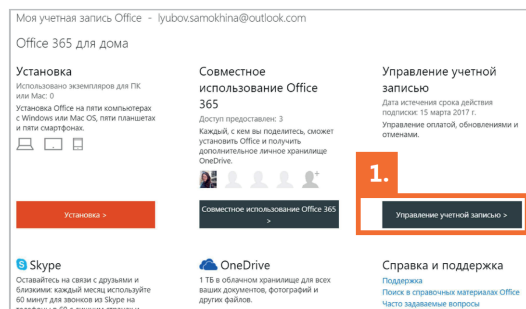 Моя учетная запись Office - lyubov.samokhina@outlook.com
Office 365 для дома
Установка
Использовано экземпляров для ПК
или Mac: 0
Установка Office на пяти компьютерах
с Windows или Mac OS, пяти планшетах
и пяти смартфонах.
Установка >
Совместное
использование Office
365
Доступ предоставлен: 3
Каждый, с кем вы поделитесь, сможет
установить Office и получить
дополнительное личное хранилище
OneDrive.
Совместное использование Office 365
>
Управление учетной
записью
Дата истечения срока действия
подписки: 15 марта 2017 г.
Управление оплатой, обновлениями и
отменами.
1.
Управление учетной записью >
Skype
Оставайтесь на связи с друзьями и
близкими: каждый месяц используйте
60 минут для звонков из Skype на
OneDrive
1 ТБ в облачном хранилище для всех
ваших документов, фотографий и
других файлов.
Справка и поддержка
Поддержка
Поиск в справочных материалах Office
Часто задаваемые вопросы